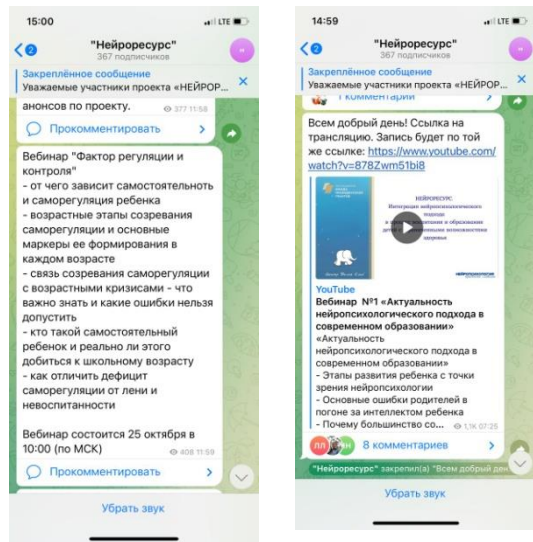 15:00
LTE
2
"Нейроресурс"
367 подписчиков
Н
Закреплённое сообщение
Уважаемые участники проекта «НЕЙРОР...
анонсов по проекту.
377 11:58
Прокомментировать
Вебинар "Фактор регуляции и
контроля"
- от чего зависит самостоятельноть
и саморегуляция ребенка
- возрастные этапы созревания
саморегуляции и основные
маркеры ее формирования в
каждом возрасте
- связь созревания саморегуляции
с возрастными кризисами - что
важно знать и какие ошибки нельзя
допустить
- кто такой самостоятельный
ребенок и реально ли этого
добиться к школьному возрасту
- как отличить дефицит
саморегуляции от лени и
невоспитанности
Вебинар состоится 25 октября в
10:00 (по МСК)
408 11:59
Прокомментировать
Убрать звук
14:59
LTE
2
"Нейроресурс"
367 подписчиков
Н
Закреплённое сообщение
Уважаемые участники проекта «НЕЙРОР...
1 комментарий
Всем добрый день! Ссылка на
трансляцию. Запись будет по той
же ссылке: https://www.youtube.com/
watch?v=878Zwm51bi8
НЕЙРОРЕСУРС
Интеграция нейропсихологического
подхода
YouTube
Вебинар №1 «Актуальность
нейропсихологического подхода в
современном образовании»
«Актуальность
нейропсихологического подхода в
современном образовании»
- Этапы развития ребенка с точки
зрения нейропсихологии
- Основные ошибки родителей в
погоне за интеллектом ребенка
- Почему большинство со...
1,1K 07:25
8 комментариев
"Нейроресурс" закрепил(а) "Всем добрый ден
Убрать звук